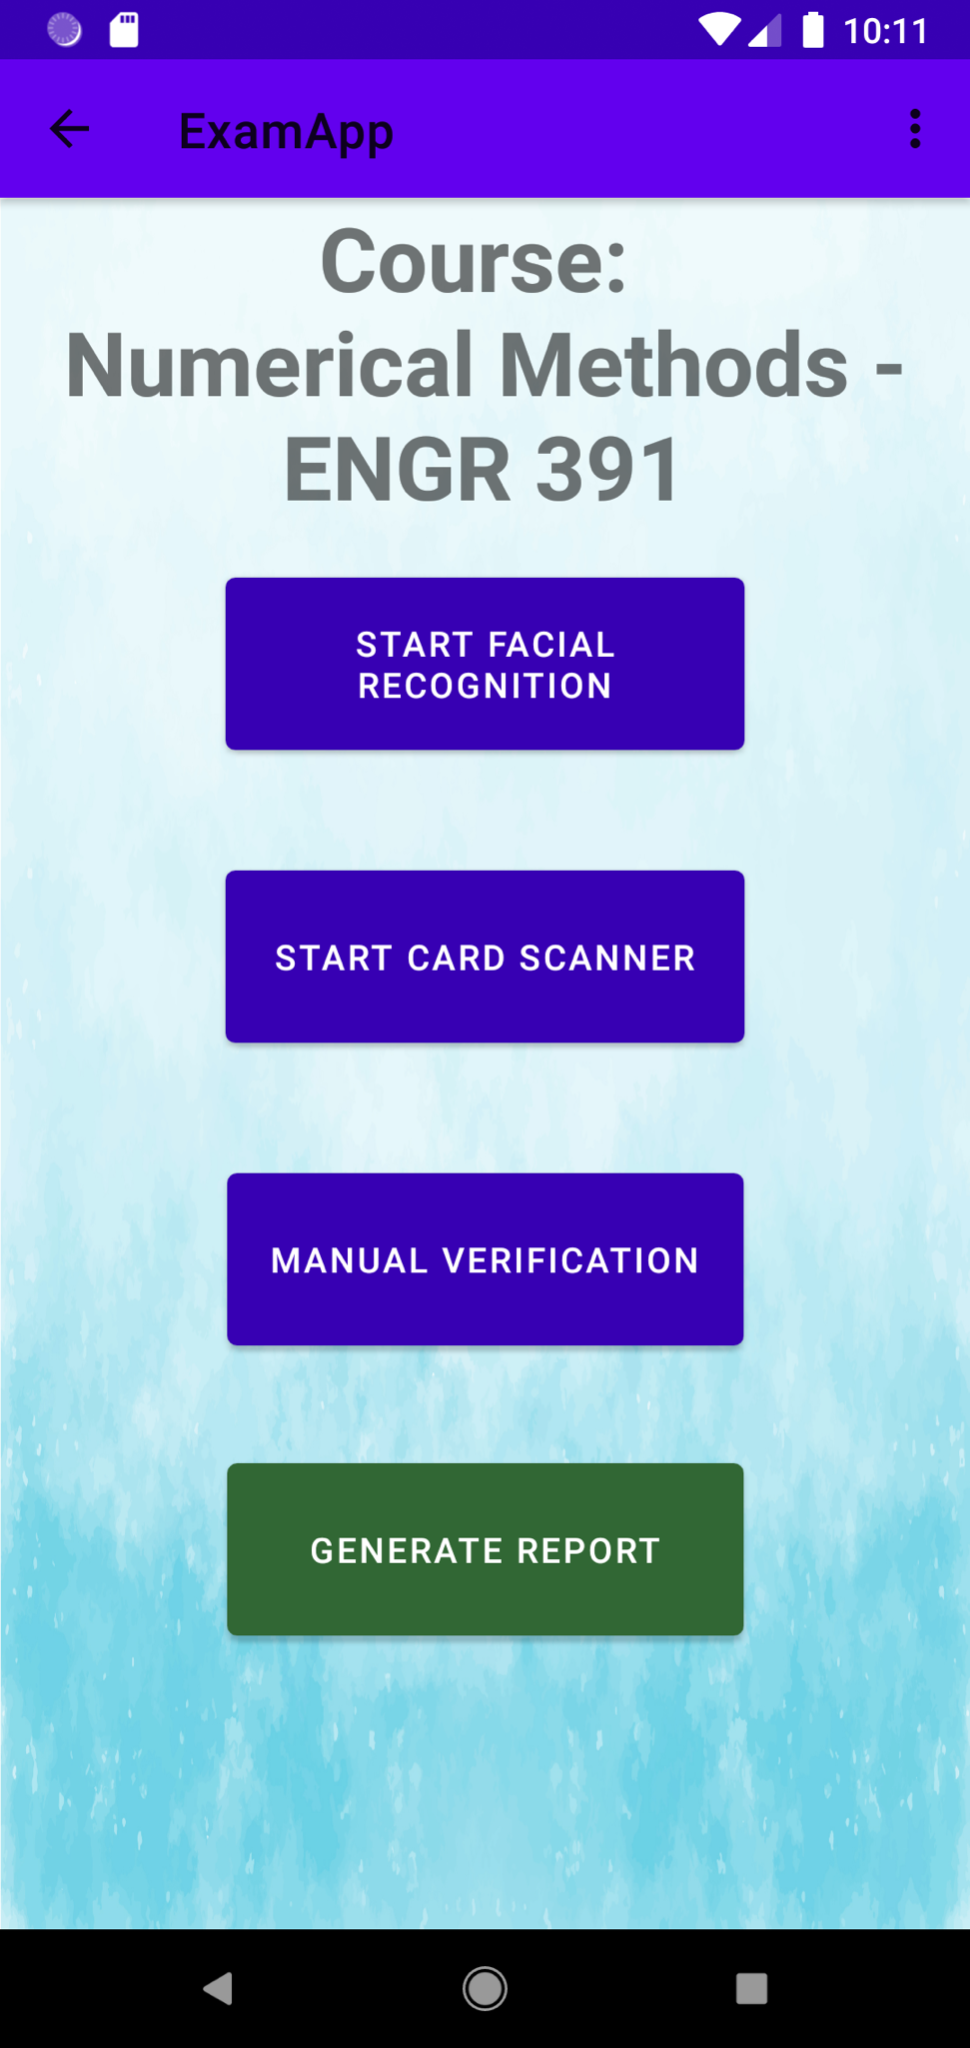 10:11
ExamApp
Course:
Numerical Methods -
ENGR 391
START FACIAL
RECOGNITION
START CARD SCANNER
MANUAL VERIFICATION
GENERATE REPORT